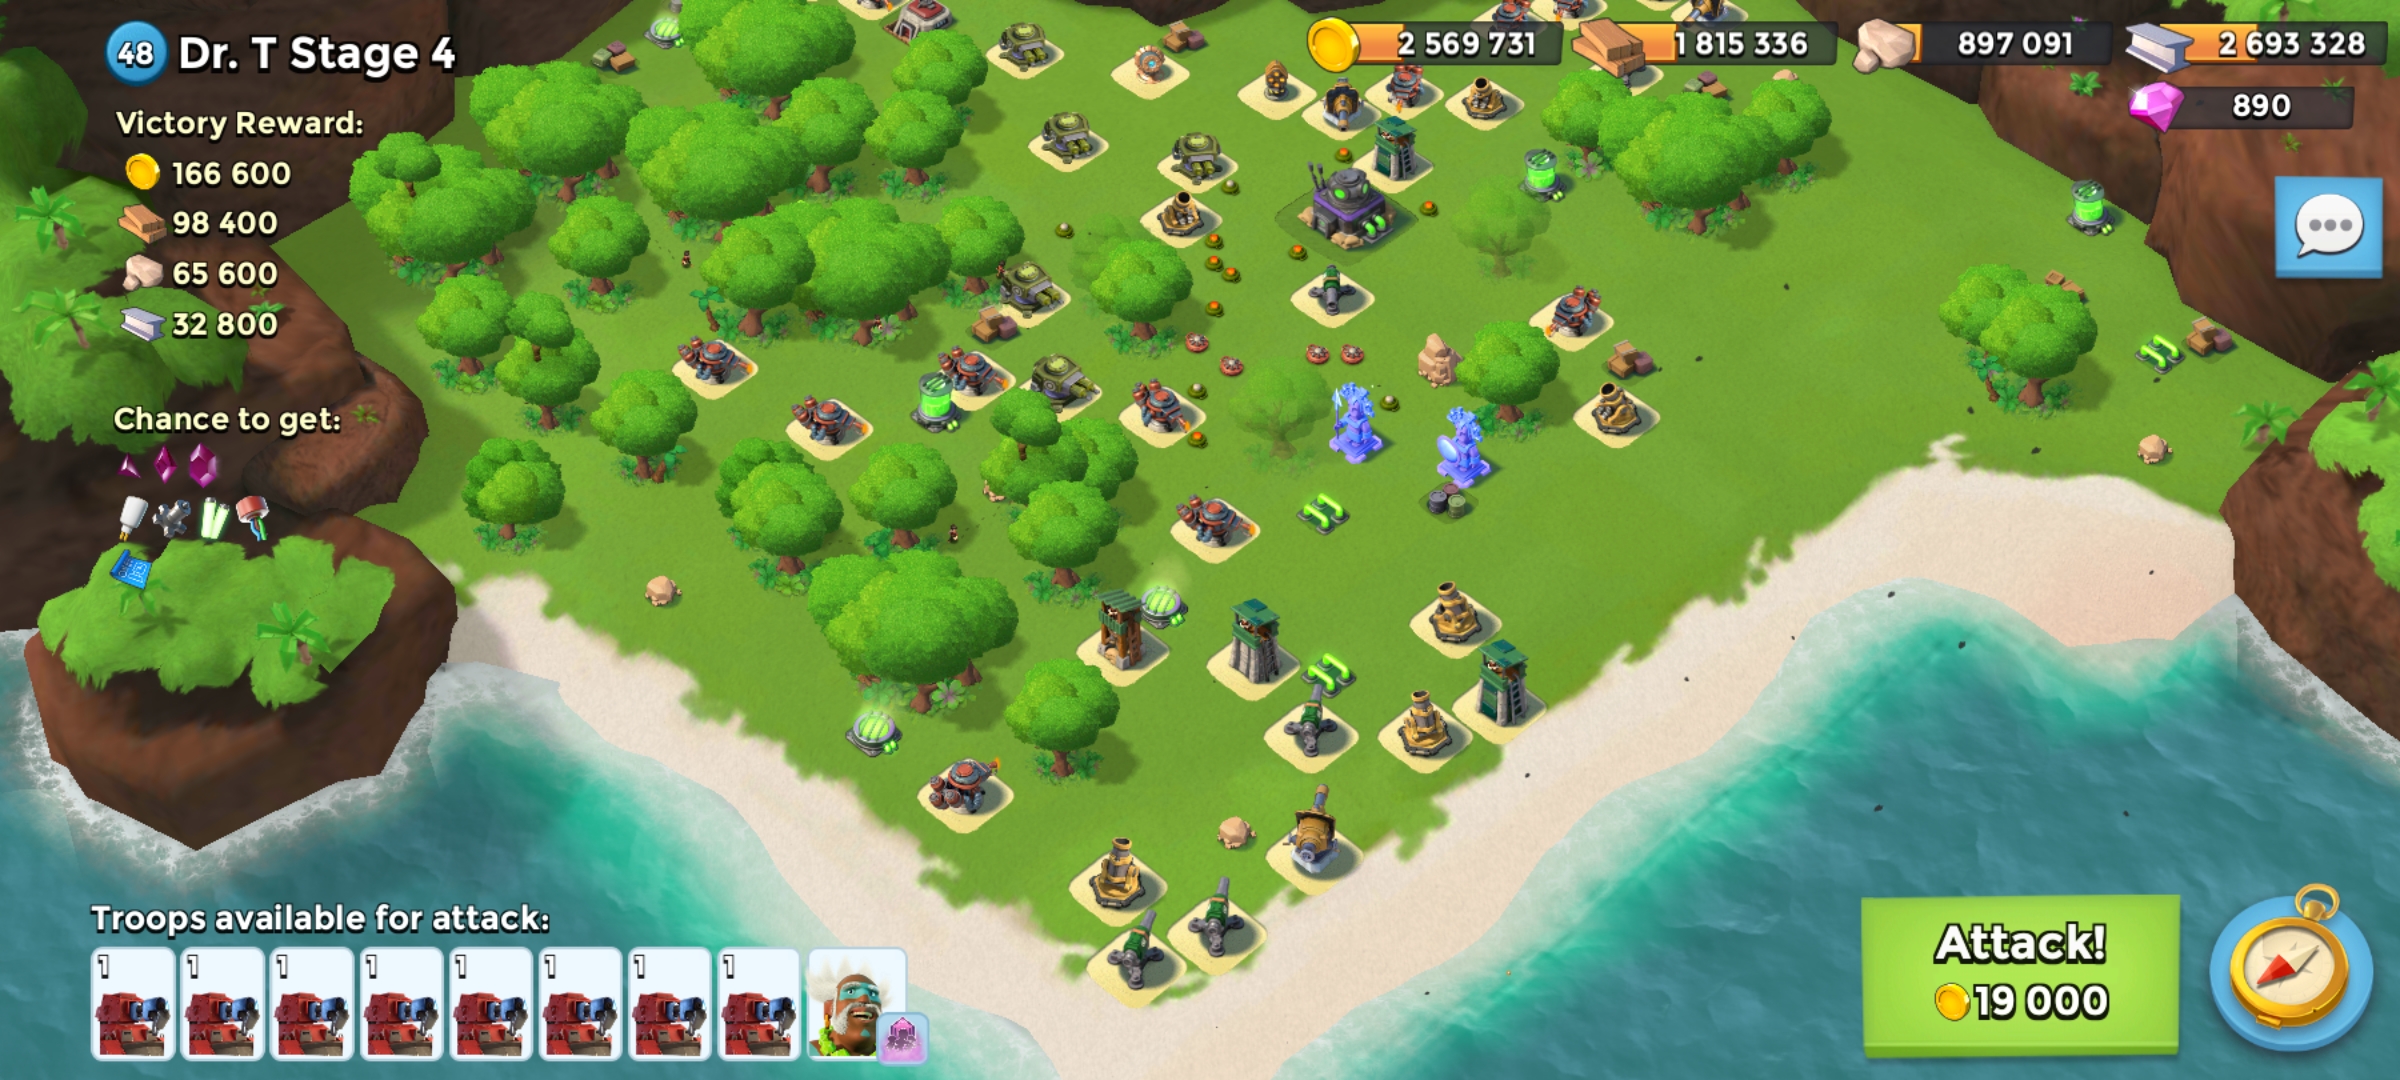 48 Dr. T Stage 4
2 569 731
1 815 336
897 091
2 693 328
890
Victory Reward:
166 600
98 400
65 600
32 800
Chance to get:
Troops available for attack:
1 1 1 1 1 1 1 1
Attack!
19 000